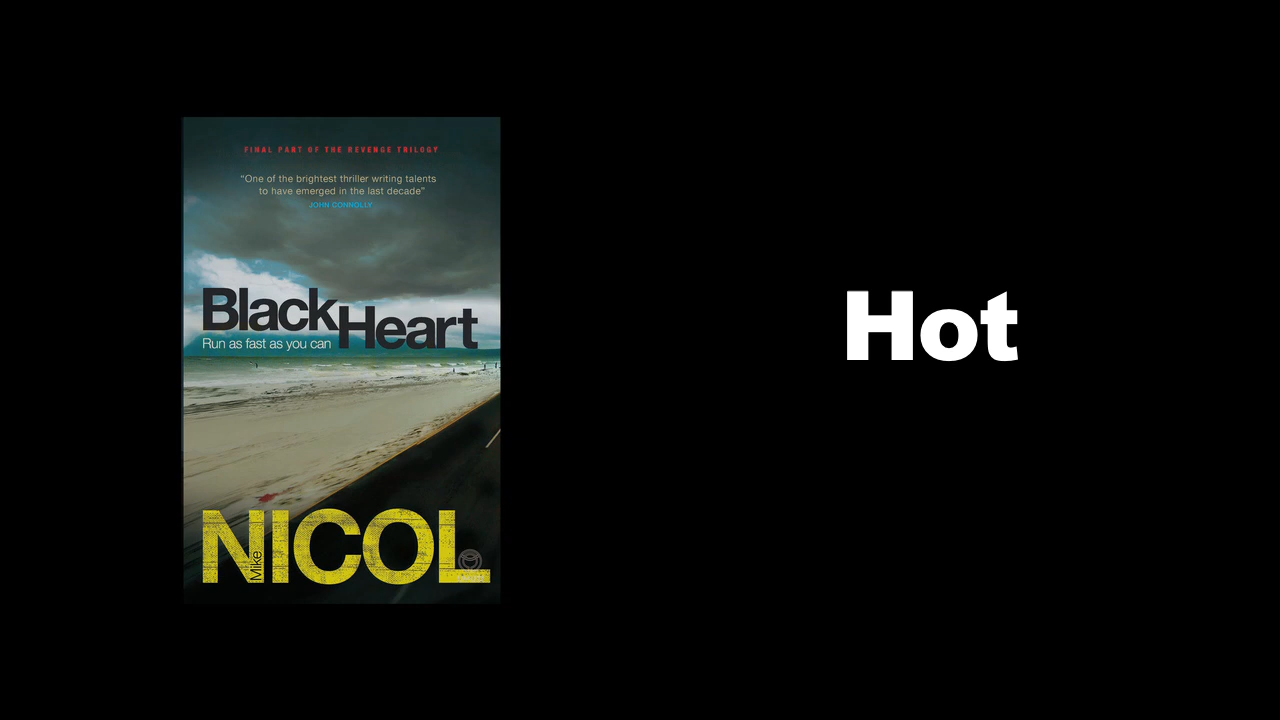 FINAL PART OF THE REVENGE TRILOGY
“One of the brightest thriller writing talents
to have emerged in the last decade”
JOHN CONNOLLY
BlackHeart
Run as fast as you can
Mike
NICOL
Hot